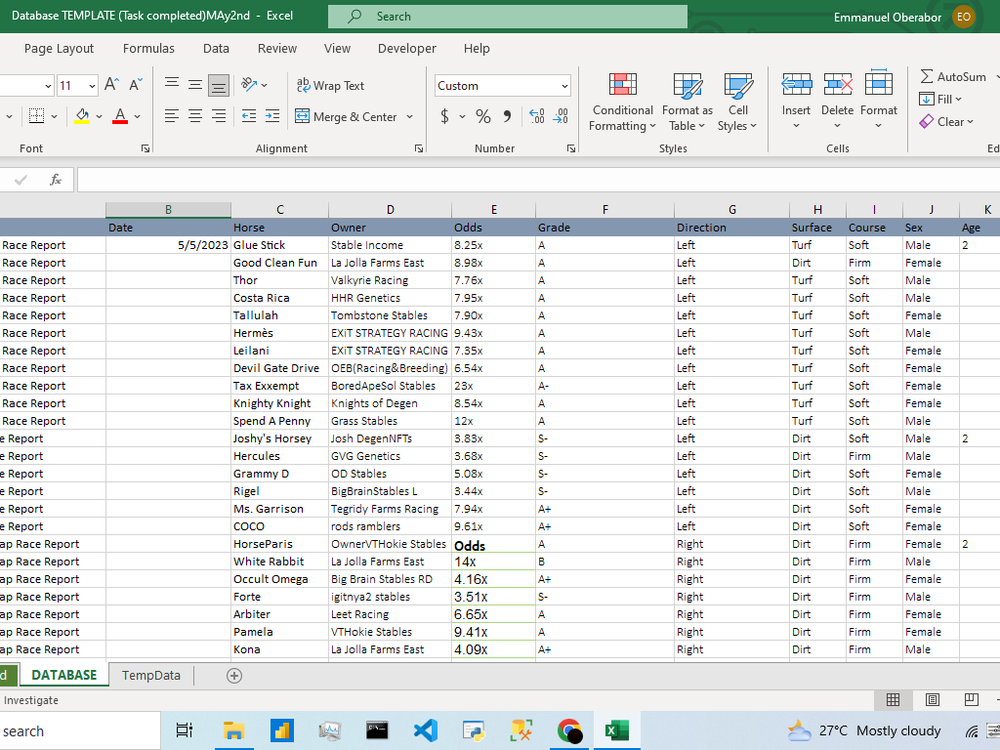 Database TEMPLATE (Task completed)MAy2nd - Excel Search Emmanuel Oberabor EO
Page Layout Formulas Data Review View Developer Help
11 A A ab Wrap Text Custom Conditional Formatting Format as Table Cell Styles Insert Delete Format AutoSum
Merge & Center $ % Fill
Clear
Font Alignment Number Styles Cells Ed
fx
B C D E F G H I J K
Date Horse Owner Odds Grade Direction Surface Course Sex Age
Race Report 5/5/2023 Glue Stick Stable Income 8.25x A Left Turf Soft Male 2
Race Report Good Clean Fun La Jolla Farms East 8.98x A Left Dirt Firm Female
Race Report Thor Valkyrie Racing 7.76x A Left Turf Soft Male
Race Report Costa Rica HHR Genetics 7.95x A Left Turf Soft Male
Race Report Tallulah Tombstone Stables 7.90x A Left Turf Soft Female
Race Report Hermès EXiT STRATEGY RACING 9.43x A Left Turf Soft Male
Race Report Leilani EXiT STRATEGY RACING 7.35x A Left Turf Soft Female
Race Report Devil Gate Drive OEB(Racing&Breeding) 6.54x A Left Turf Soft Female
Race Report Tax Exxempt BoredApeSol Stables 23x A- Left Turf Soft Male
Race Report Knighty Knight Knights of Degen 8.54x A Left Turf Soft Female
Race Report Spend A Penny Grass Stables 12x A Left Turf Soft Male
e Report Joshy's Horsey Josh DegenNFTs 3.83x S- Left Dirt Soft Male 2
e Report Hercules GVG Genetics 3.68x S- Left Dirt Firm Male
e Report Grammy D OD Stables 5.08x S- Left Dirt Soft Female
e Report Rigel BigBrainStables L 3.44x S- Left Dirt Soft Male
e Report Ms. Garrison Tegridy Farms Racing 7.94x A+ Left Dirt Soft Female
e Report COCO rods ramblers 9.61x A+ Left Dirt Soft Female
ap Race Report HorseParis OwnerVTHokie Stables Odds A Right Dirt Firm Female 2
ap Race Report White Rabbit La Jolla Farms East 14x B Right Dirt Firm Male
ap Race Report Occult Omega Big Brain Stables RD 4.16x A+ Right Dirt Firm Female
ap Race Report Forte igitnya2 stables 3.51x S- Right Dirt Firm Male
ap Race Report Arbiter Leet Racing 6.65x A Right Dirt Firm Female
ap Race Report Pamela VTHokie Stables 9.41x A Right Dirt Firm Female
ap Race Report Kona La Jolla Farms East 4.09x A+ Right Dirt Firm Male
d DATABASE TempData
Investigate
search 27°C Mostly cloudy